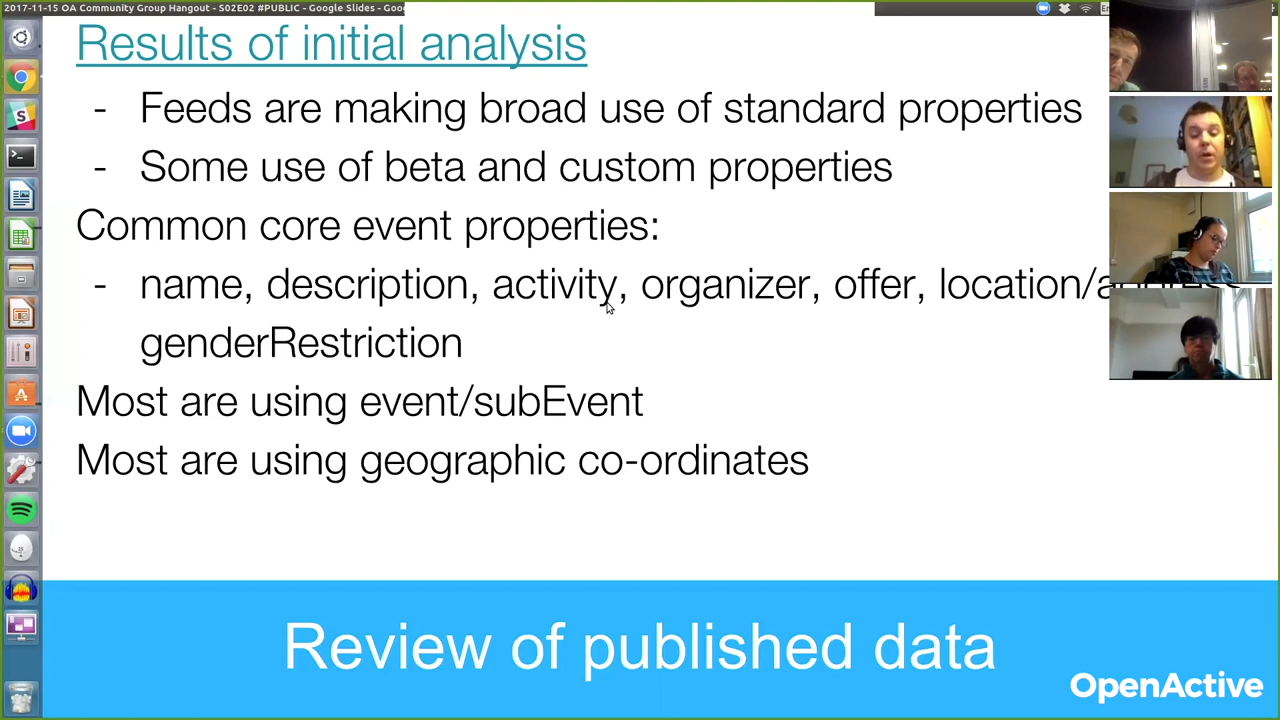 2017-11-15 OA Community Group Hangout - S02E02 #PUBLIC - Google Slides - Goo
Results of initial analysis
- Feeds are making broad use of standard properties
- Some use of beta and custom properties
Common core event properties:
- name, description, activity, organizer, offer, location/address
genderRestriction
Most are using event/subEvent
Most are using geographic co-ordinates
Review of published data
OpenActive